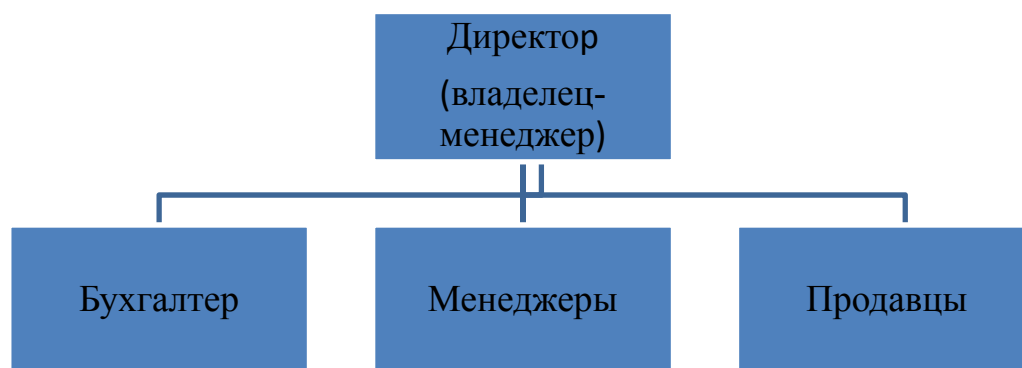 Директор
(владелец-
менеджер)
Бухгалтер
Менеджеры
Продавцы